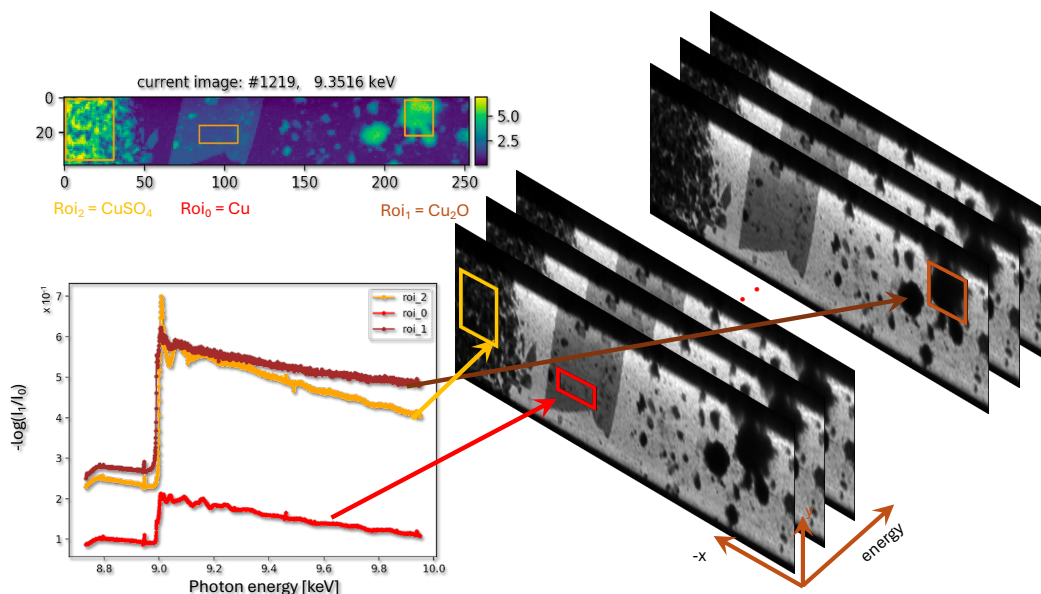 current image: #1219, 9.3516 keV
0
20
5.0
2.5
0 50 100 150 200 250
Roi₂ = CuSO₄ Roi₀ = Cu Roi₁ = Cu₂O
x 10⁻¹
7
6
5
4
3
2
1
-log(I₁/I₀)
roi_2
roi_0
roi_1
8.8 9.0 9.2 9.4 9.6 9.8 10.0
Photon energy [keV]
y
-x
energy